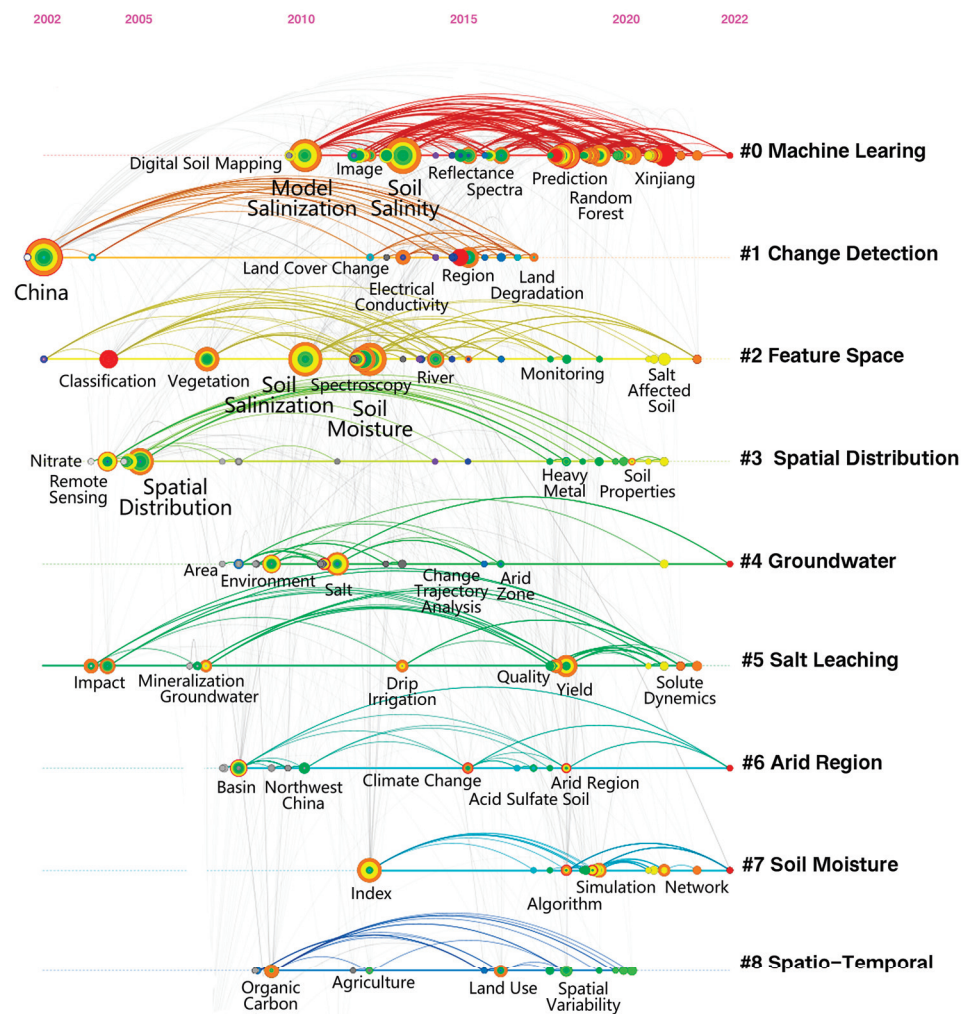 2002 2005 2010 2015 2020 2022
#0 Machine Learing
Digital Soil Mapping
Image
Reflectance
Spectra
Prediction
Xinjiang
Model
Salinization
Soil
Salinity
Random
Forest
#1 Change Detection
China
Land Cover Change
Electrical
Conductivity
Region
Land
Degradation
#2 Feature Space
Classification
Vegetation
Soil
Salinization
Spectroscopy
Soil
Moisture
River
Monitoring
Salt
Affected
Soil
#3 Spatial Distribution
Nitrate
Remote
Sensing
Spatial
Distribution
Heavy
Metal
Soil
Properties
#4 Groundwater
Area
Environment
Salt
Change
Trajectory
Analysis
Arid
Zone
#5 Salt Leaching
Impact
Mineralization
Groundwater
Drip
Irrigation
Quality
Yield
Solute
Dynamics
#6 Arid Region
Basin
Northwest
China
Climate Change
Acid Sulfate Soil
Arid Region
#7 Soil Moisture
Index
Algorithm
Simulation
Network
#8 Spatio-Temporal
Organic
Carbon
Agriculture
Land Use
Spatial
Variability